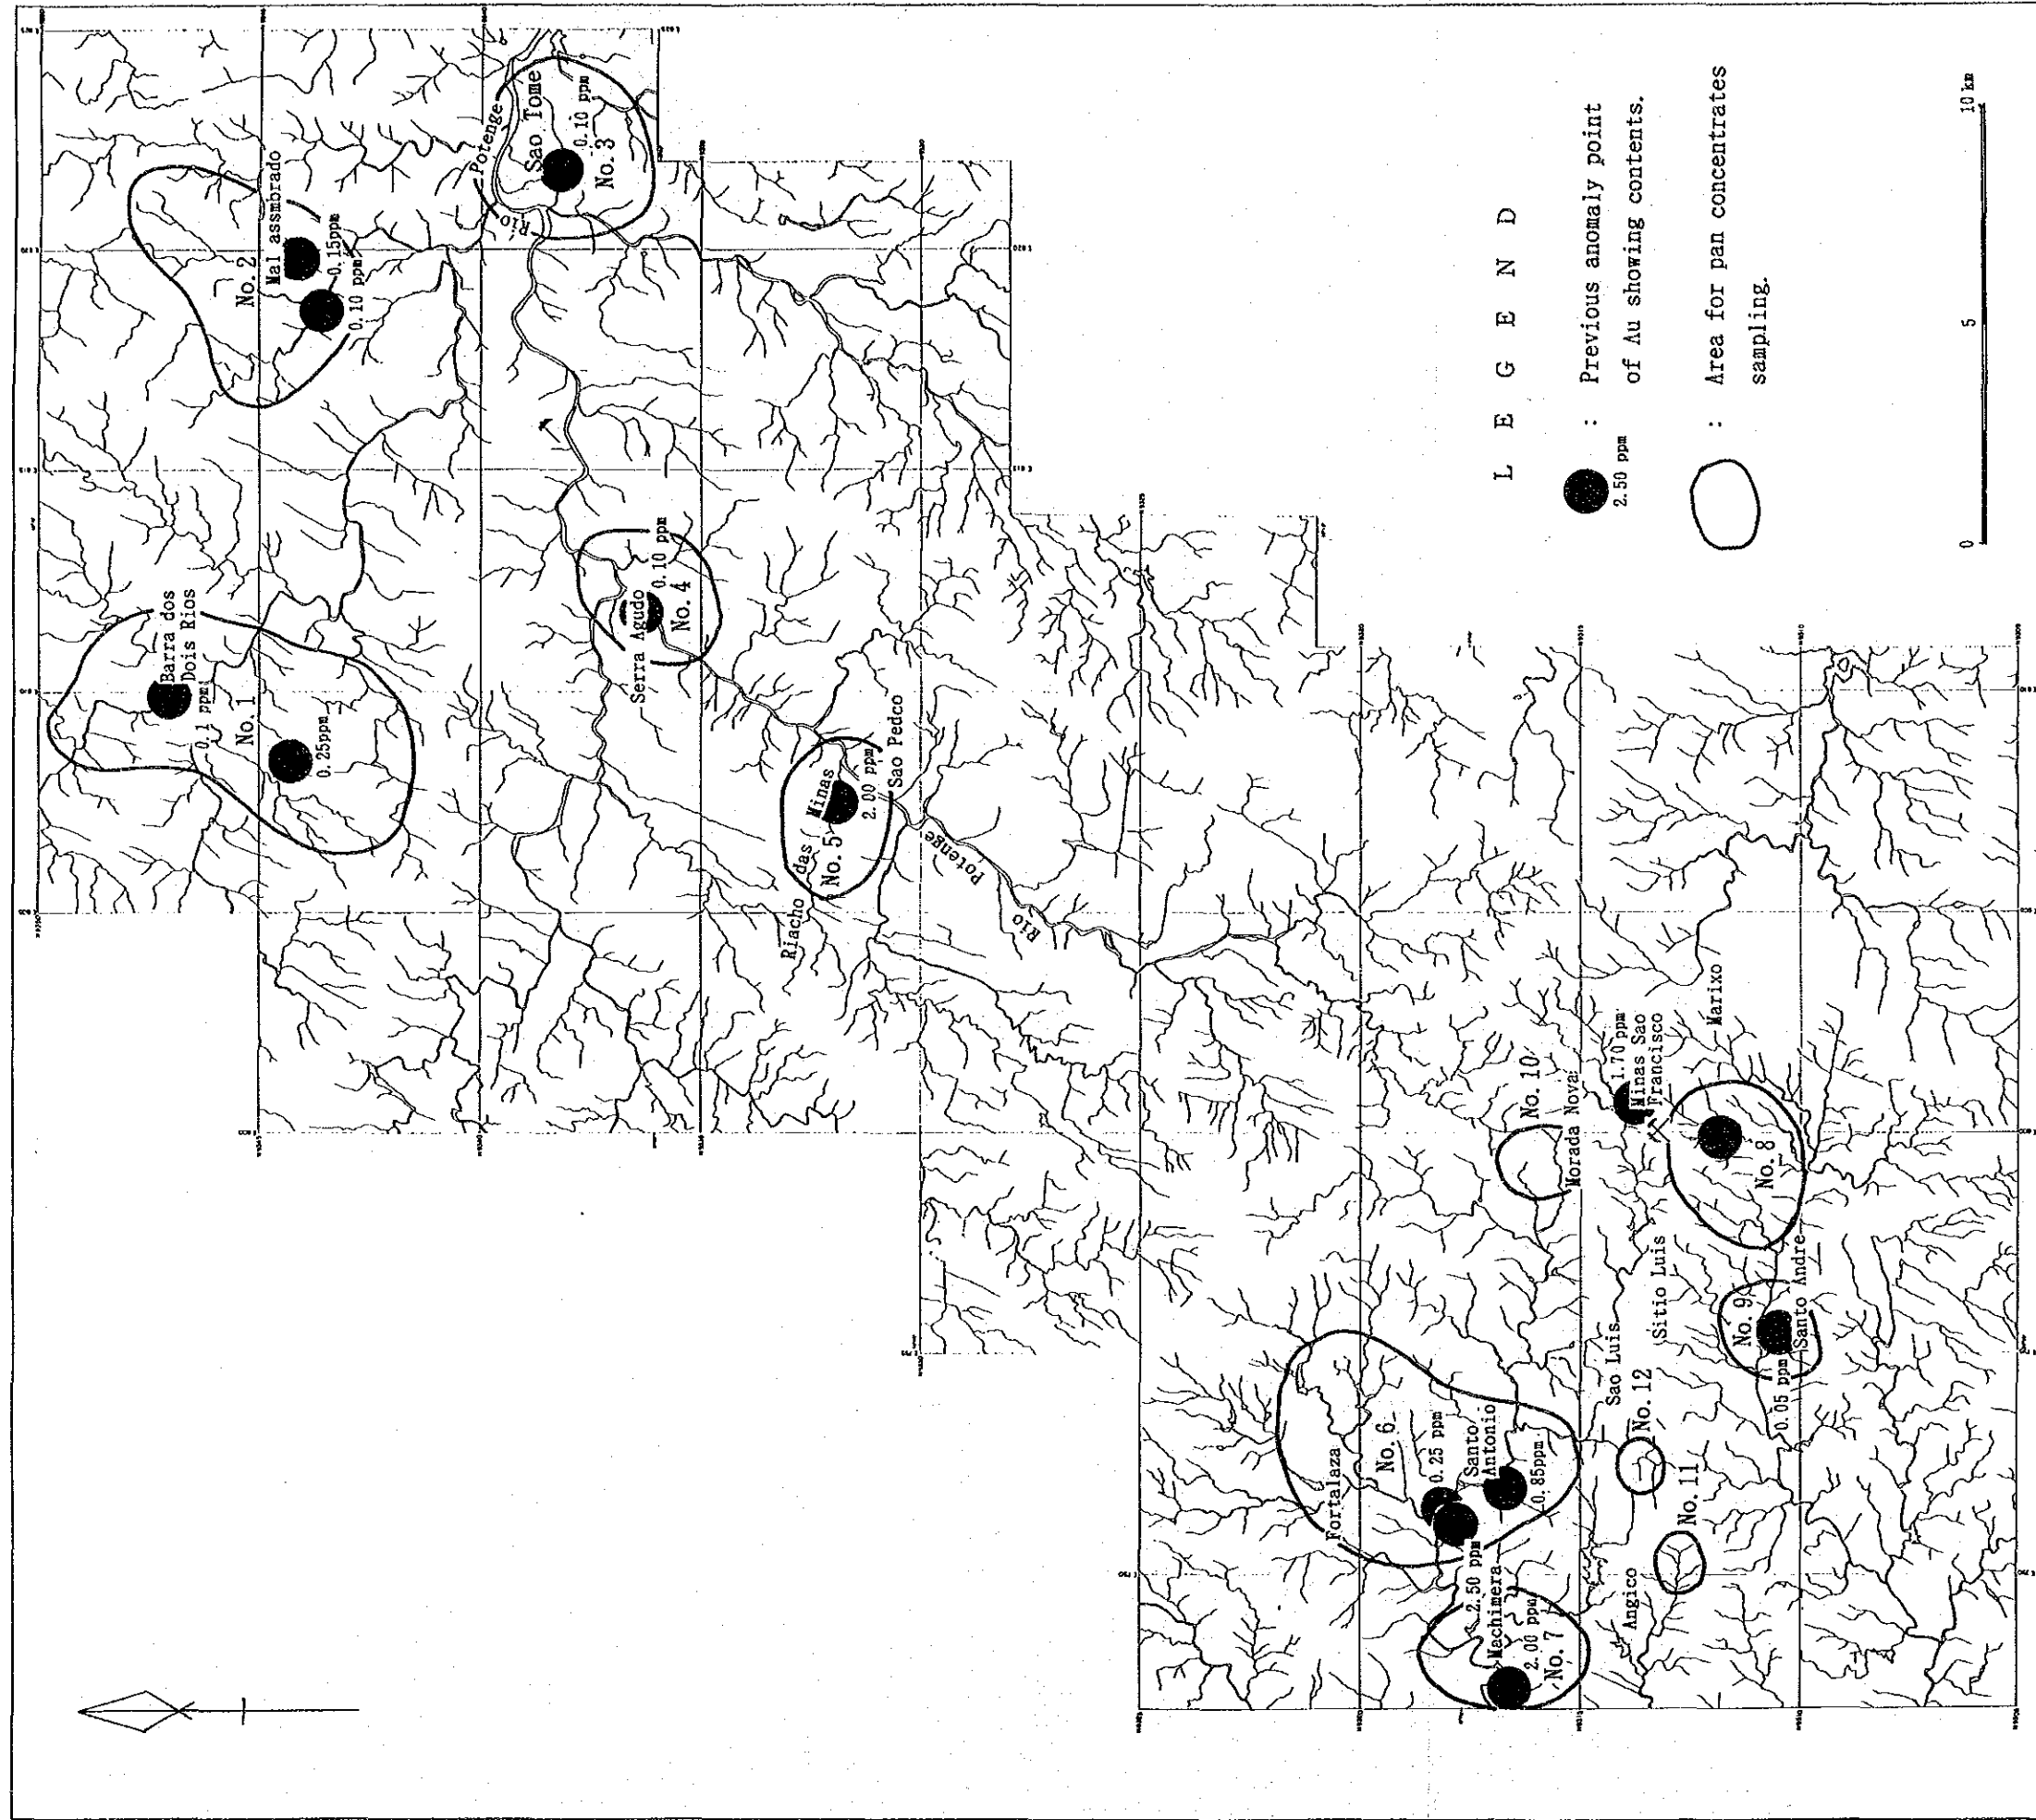 Barra dos
Dois Rios
0.1 ppm
No. 1
0.25ppm
No. 2
Mal assmbrado
0.15ppm
0.10 ppm
Rio
Potenge
Sao Tome
0.10 ppm
No. 3
Serra Agudo
0.10 ppm
No. 4
Riacho das Minas
No. 5
2.00 ppm
Sao Pedco
Rio
Potenge
Fortalaza
No. 6
0.25 ppm
Santo
Antonio
0.85ppm
2.50 ppm
Machimera
2.00 ppm
No. 7
No. 10
Morada Nova
1.70 ppm
Minas Sao
Francisco
Marixo
No. 8
Sao Luis
Sitio Luis
No. 9
0.05 ppm
Santo Andre
No. 12
No. 11
Angico
L E G E N D
2.50 ppm
: Previous anomaly point
of Au showing contents.
: Area for pan concentrates
sampling.
0 5 10 km